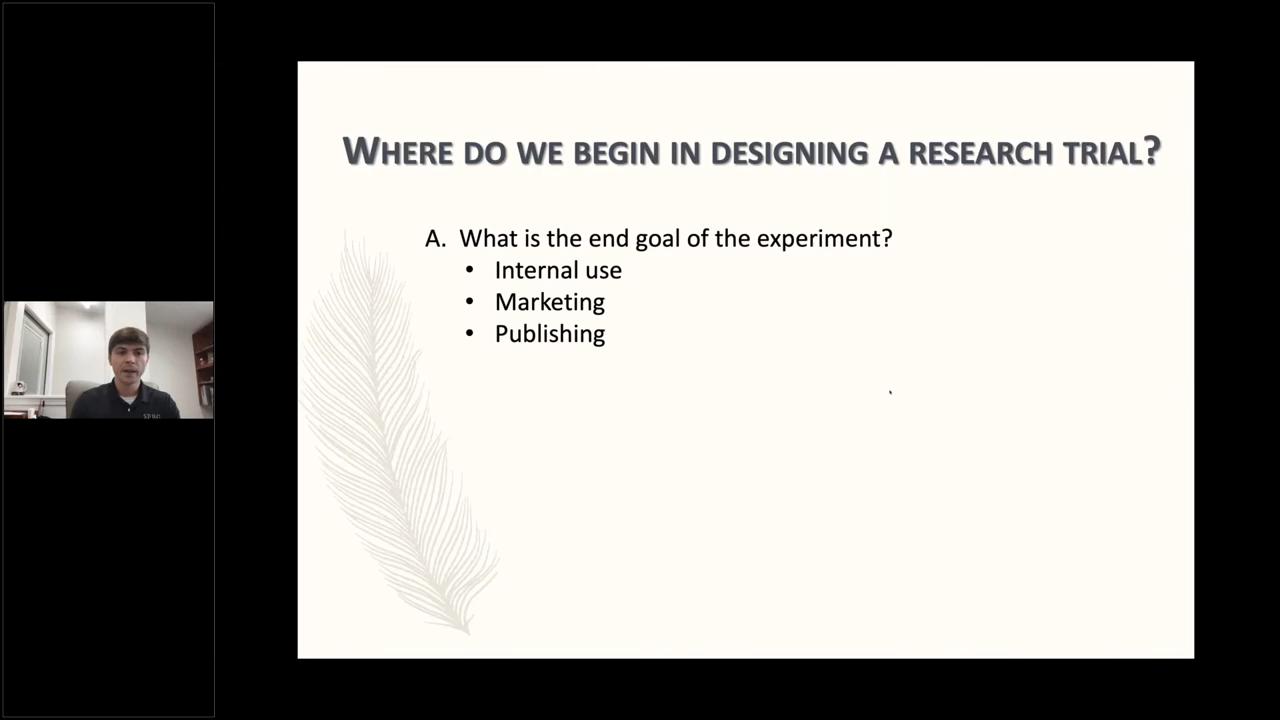 WHERE DO WE BEGIN IN DESIGNING A RESEARCH TRIAL?
A. What is the end goal of the experiment?
• Internal use
• Marketing
• Publishing